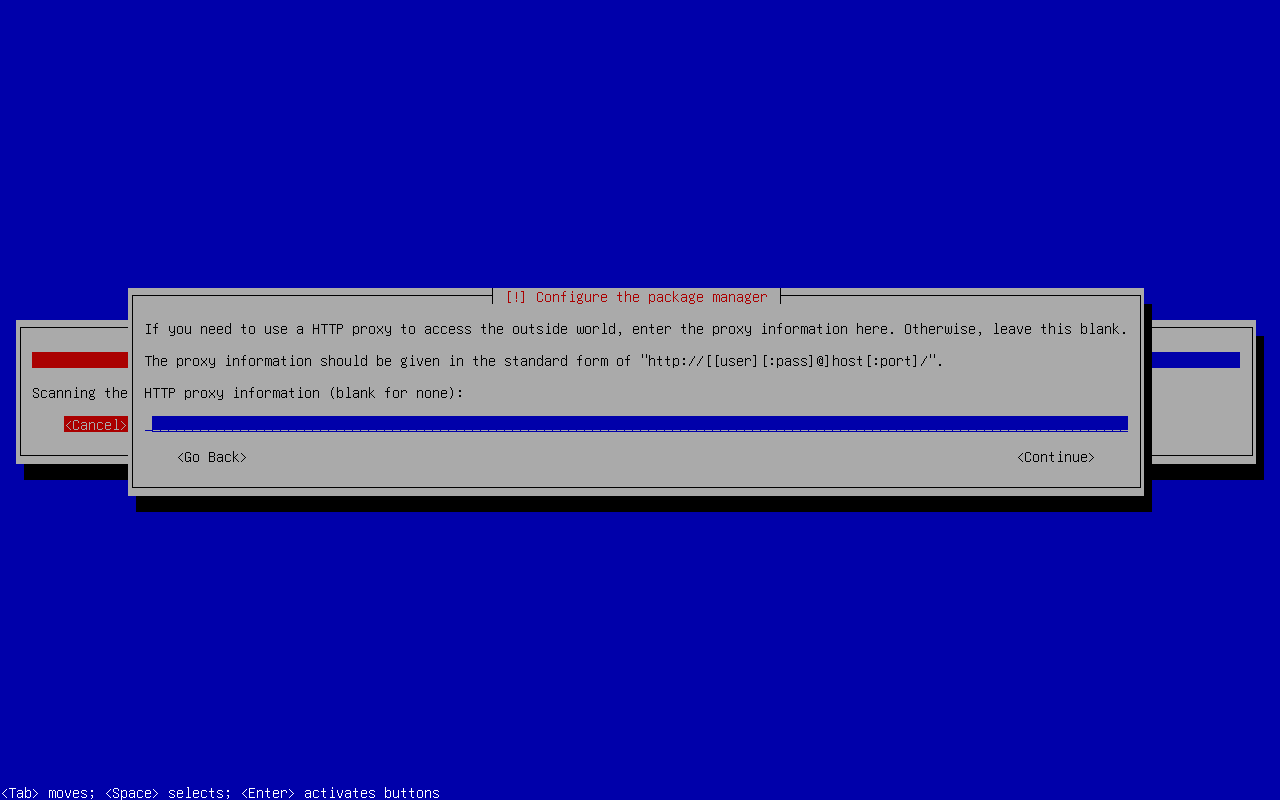 [!] Configure the package manager
If you need to use a HTTP proxy to access the outside world, enter the proxy information here. Otherwise, leave this blank.
The proxy information should be given in the standard form of "http://[[user][:pass]@]host[:port]/".
Scanning the
HTTP proxy information (blank for none):
<Cancel>
<Go Back>
<Continue>
<Tab> moves; <Space> selects; <Enter> activates buttons